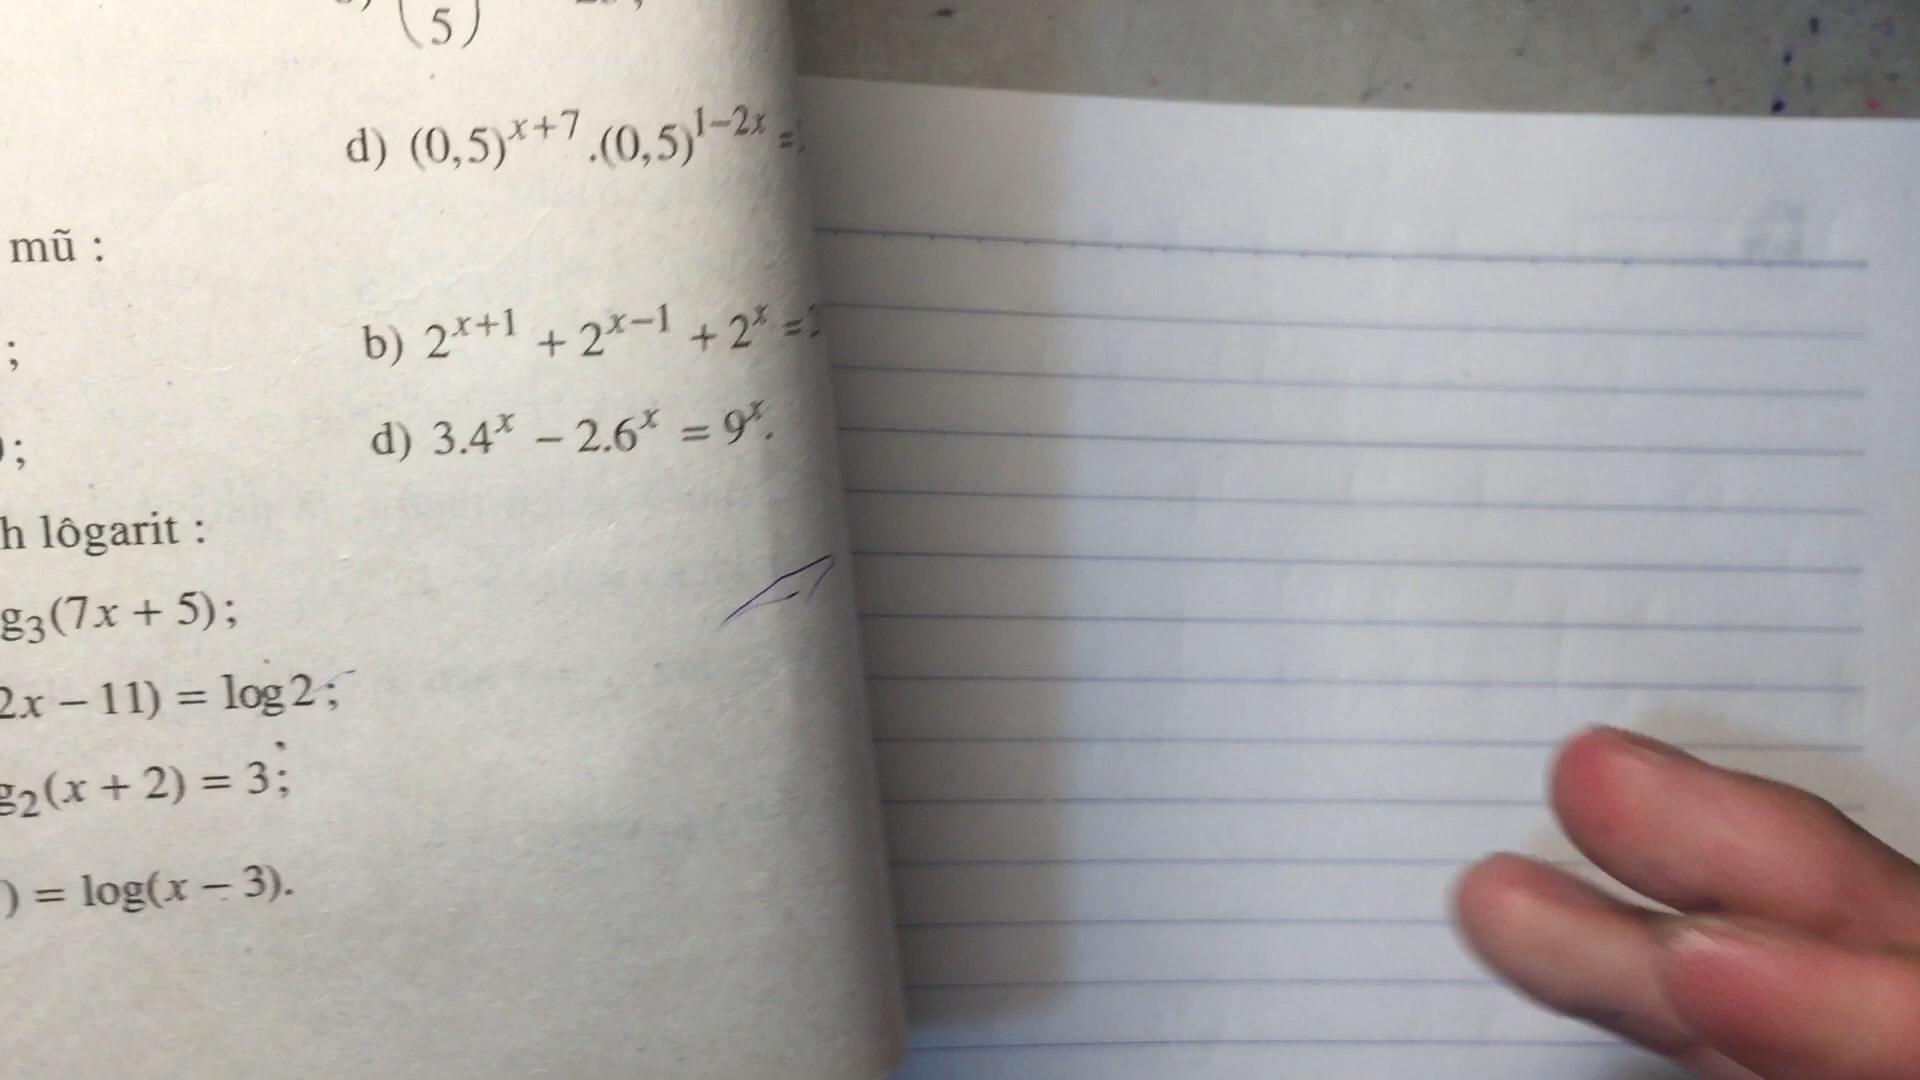 5)
d) (0,5)^{x+7} .(0,5)^{1−2x} =
mũ :
; b) 2^{x+1} + 2^{x−1} + 2^x =
; d) 3.4^x − 2.6^x = 9^x.
h lôgarit :
g₃(7x + 5);
2x − 11) = log2;
g₂(x + 2) = 3;
) = log(x − 3).